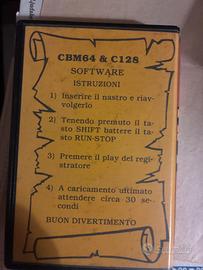 CBM64 & C128
SOFTWARE
ISTRUZIONI
1) Inserire il nastro e riav-
volgerlo
2) Tenendo premuto il ta-
sto SHIFT battere il ta-
sto RUN-STOP
3) Premere il play del regi-
stratore
4) A caricamento ultimato
attendere circa 30 se-
condi
BUON DIVERTIMENTO